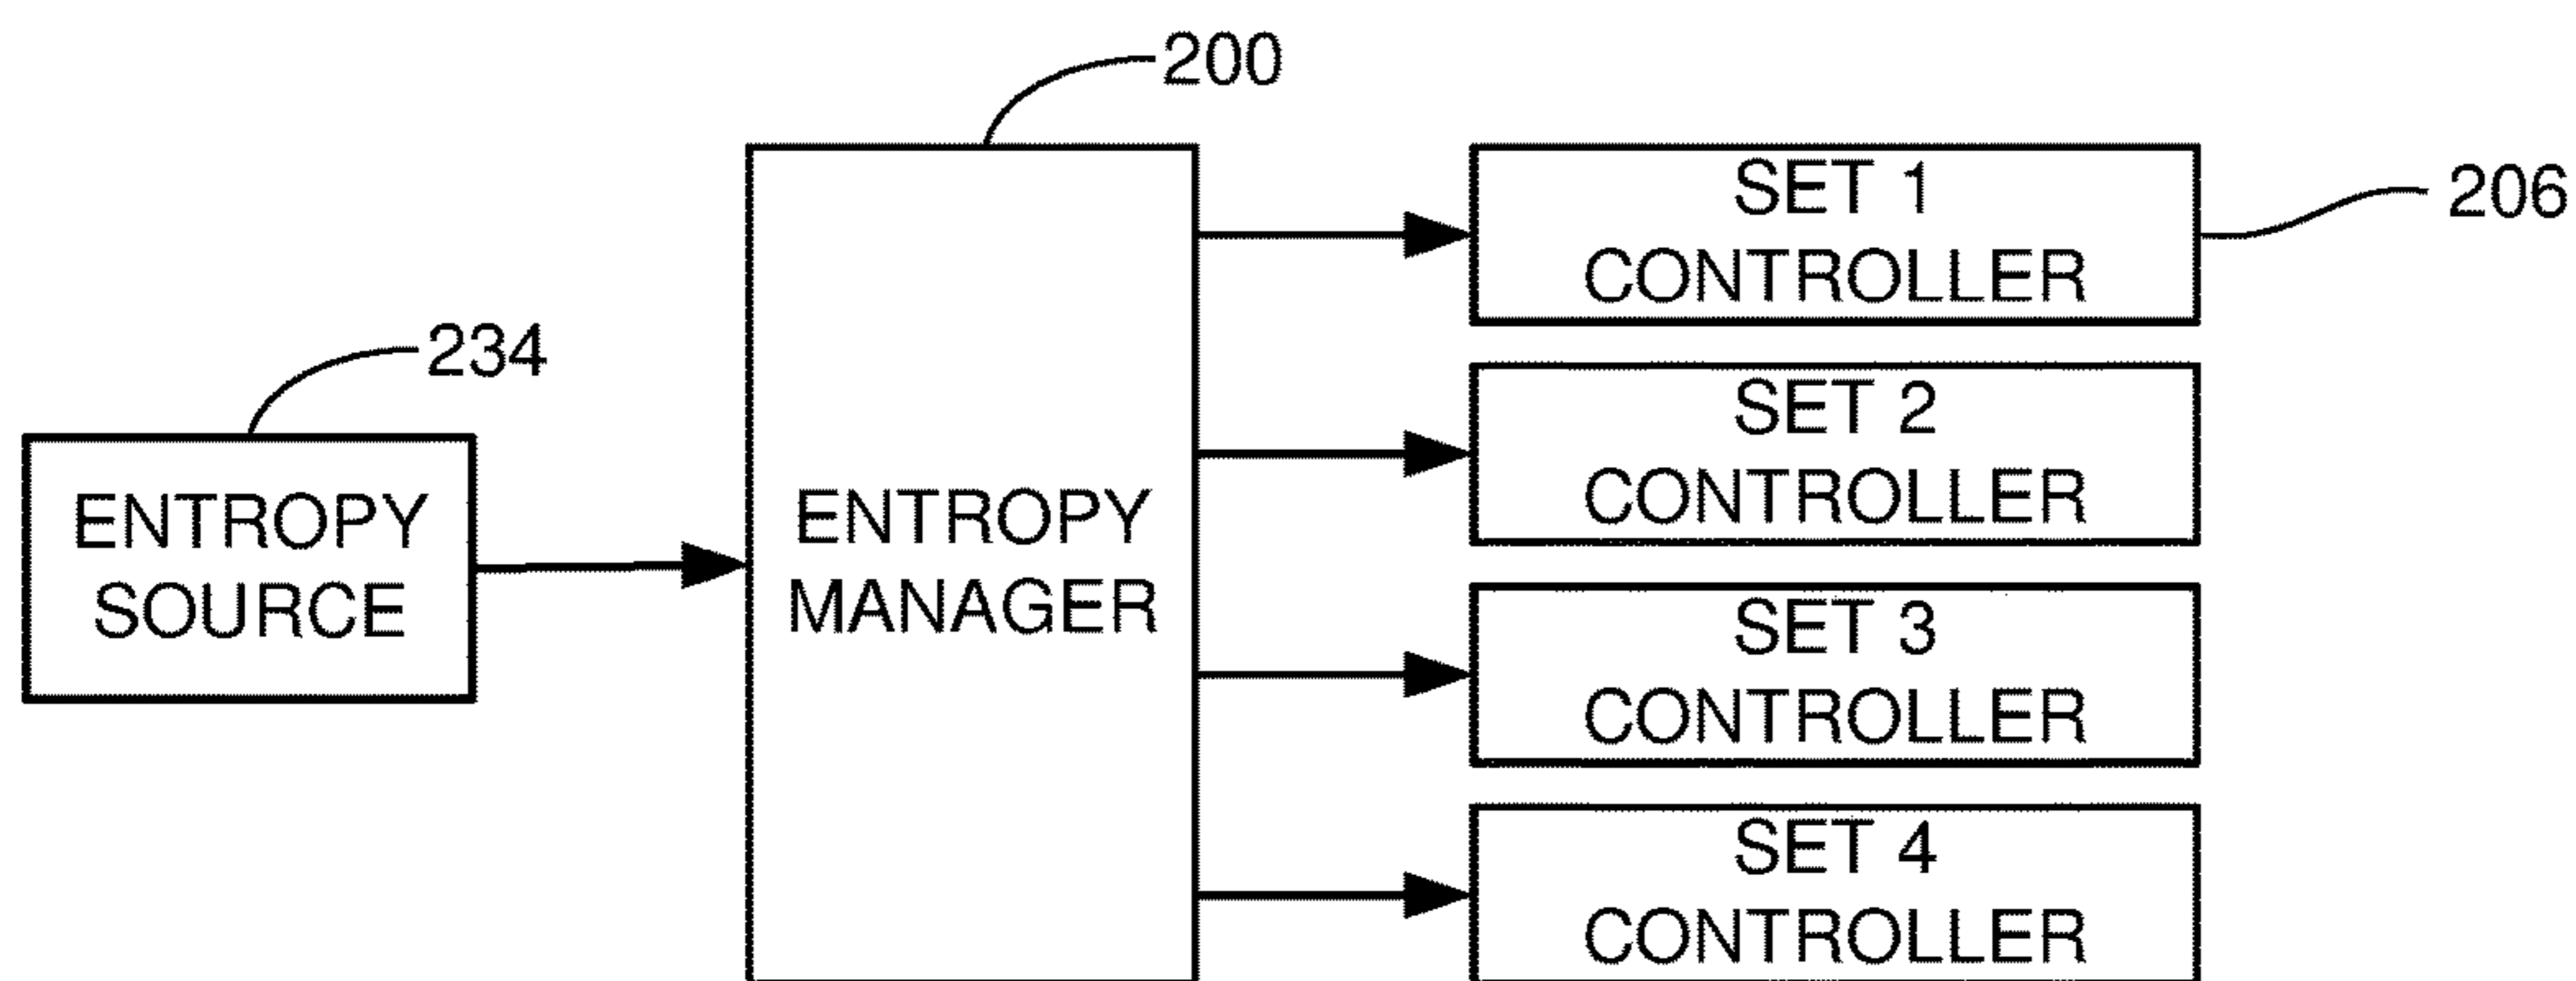 200
SET 1
CONTROLLER
206
234
SET 2
CONTROLLER
ENTROPY
SOURCE
ENTROPY
MANAGER
SET 3
CONTROLLER
SET 4
CONTROLLER